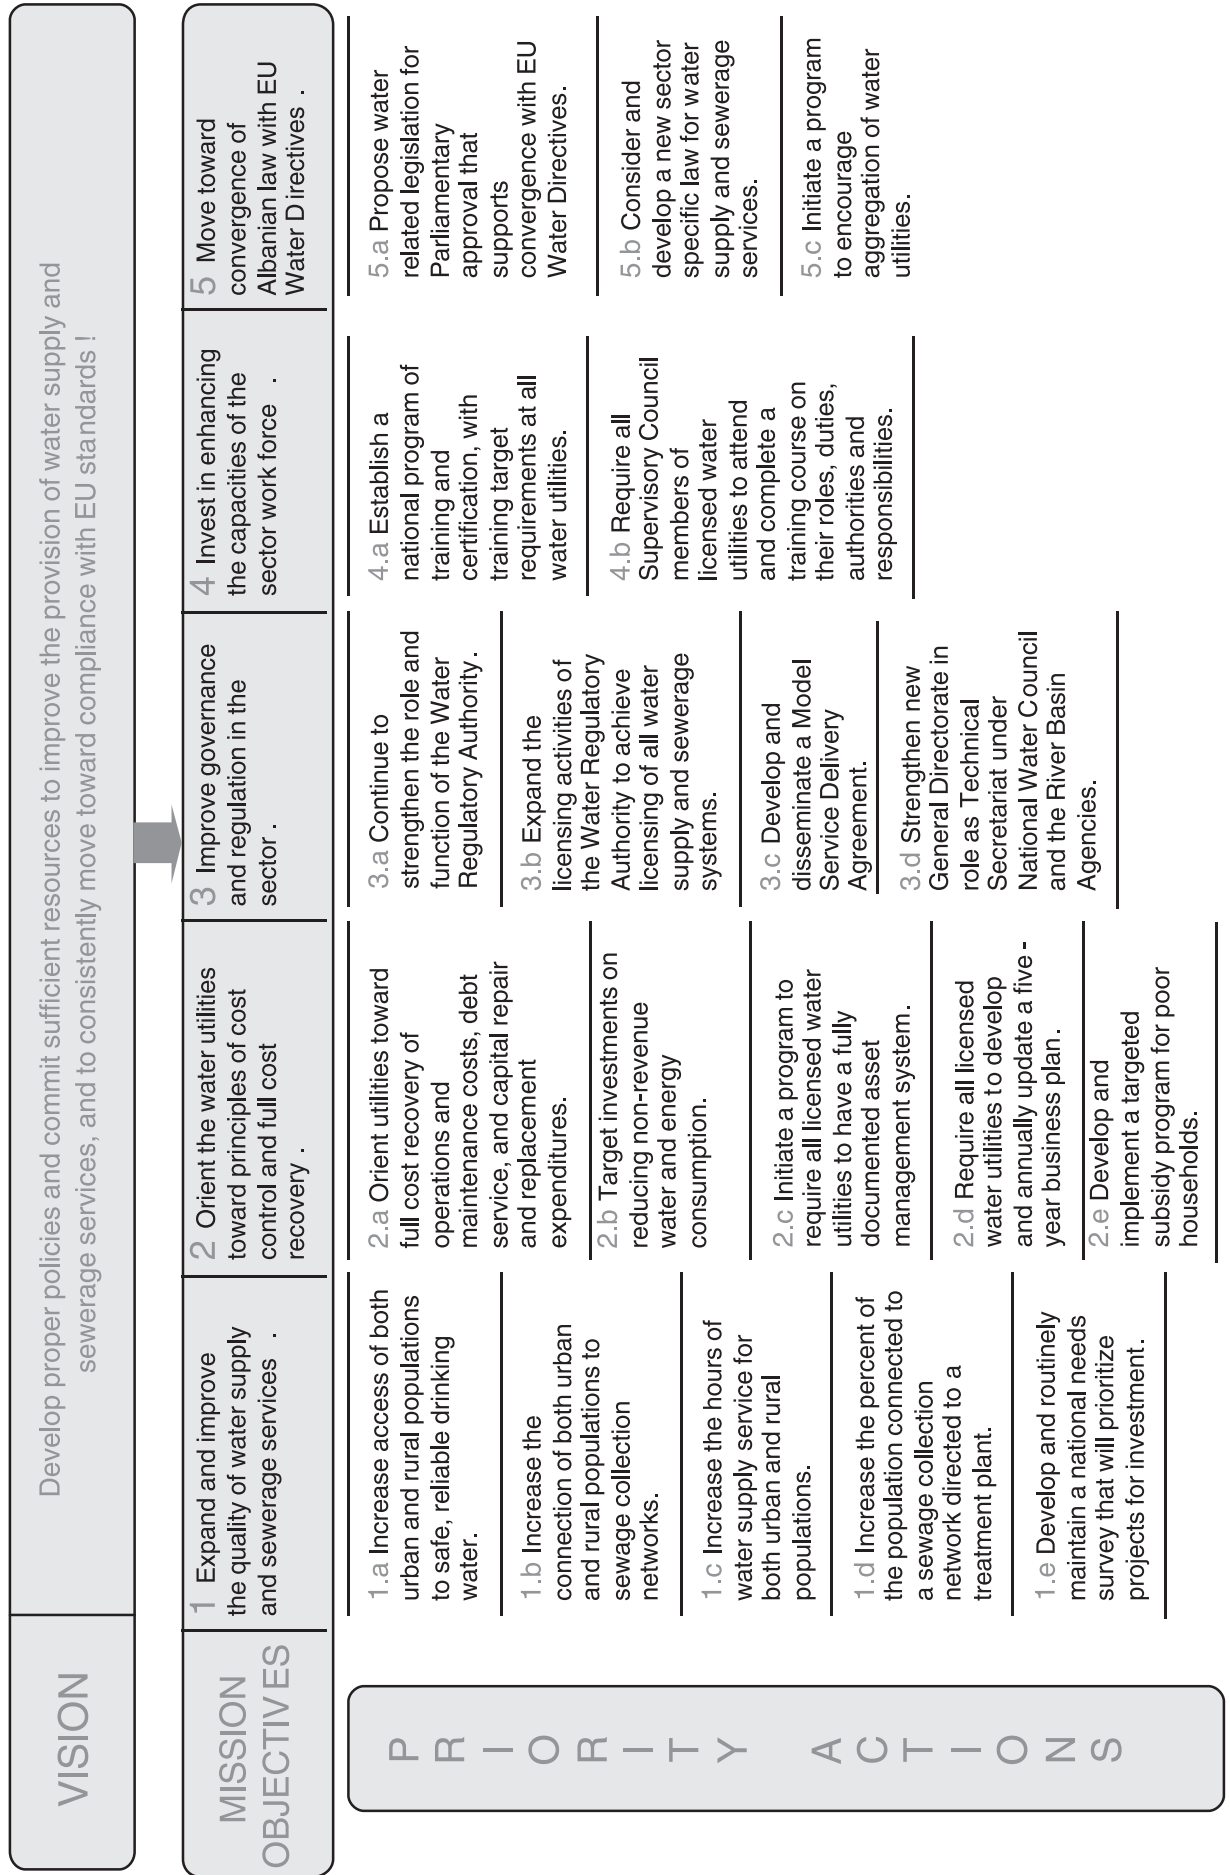 VISION
Develop proper policies and commit sufficient resources to improve the provision of water supply and
sewerage services, and to consistently move toward compliance with EU standards !
MISSION
OBJECTIV ES
1 Expand and improve
the quality of water supply
and sewerage services .
2 Orient the water utilities
toward principles of cost
control and full cost
recovery .
3 Improve governance
and regulation in the
sector .
4 Invest in enhancing
the capacities of the
sector work force .
5 Move toward
convergence of
Albanian law with EU
Water D irectives .
PRIORITY ACTIONS
1.a Increase access of both
urban and rural populations
to safe, reliable drinking
water.
1.b Increase the
connection of both urban
and rural populations to
sewage collection
networks.
1.c Increase the hours of
water supply service for
both urban and rural
populations.
1.d Increase the percent of
the population connected to
a sewage collection
network directed to a
treatment plant.
1.e Develop and routinely
maintain a national needs
survey that will prioritize
projects for investment.
2.a Orient utilities toward
full cost recovery of
operations and
maintenance costs, debt
service, and capital repair
and replacement
expenditures.
2.b Target investments on
reducing non-revenue
water and energy
consumption.
2.c Initiate a program to
require all licensed water
utilities to have a fully
documented asset
management system.
2.d Require all licensed
water utilities to develop
and annually update a five -
year business plan.
2.e Develop and
implement a targeted
subsidy program for poor
households.
3.a Continue to
strengthen the role and
function of the Water
Regulatory Authority.
3.b Expand the
licensing activities of
the Water Regulatory
Authority to achieve
licensing of all water
supply and sewerage
systems.
3.c Develop and
disseminate a Model
Service Delivery
Agreement.
3.d Strengthen new
General Directorate in
role as Technical
Secretariat under
National Water Council
and the River Basin
Agencies.
4.a Establish a
national program of
training and
certification, with
training target
requirements at all
water utilities.
4.b Require all
Supervisory Council
members of
licensed water
utilities to attend
and complete a
training course on
their roles, duties,
authorities and
responsibilities.
5.a Propose water
related legislation for
Parliamentary
approval that
supports
convergence with EU
Water Directives.
5.b Consider and
develop a new sector
specific law for water
supply and sewerage
services.
5.c Initiate a program
to encourage
aggregation of water
utilities.